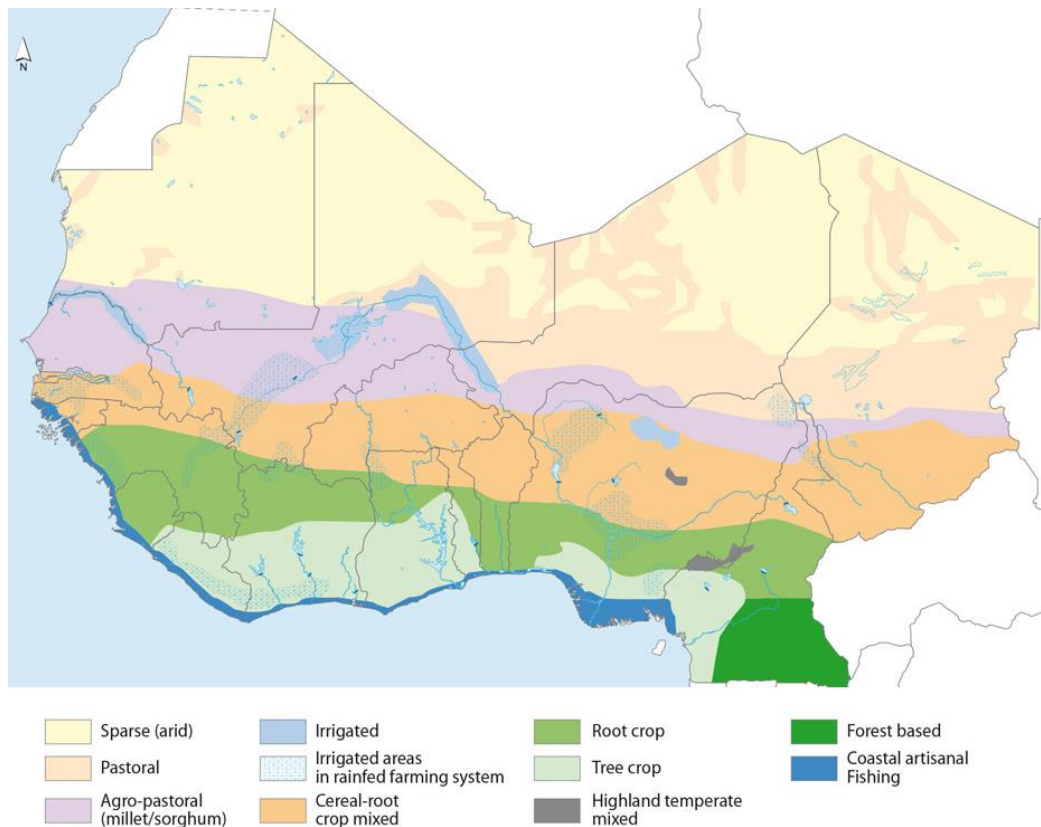 N
Sparse (arid)
Pastoral
Agro-pastoral
(millet/sorghum)
Irrigated
Irrigated areas
in rainfed farming system
Cereal-root
crop mixed
Root crop
Tree crop
Highland temperate
mixed
Forest based
Coastal artisanal
Fishing